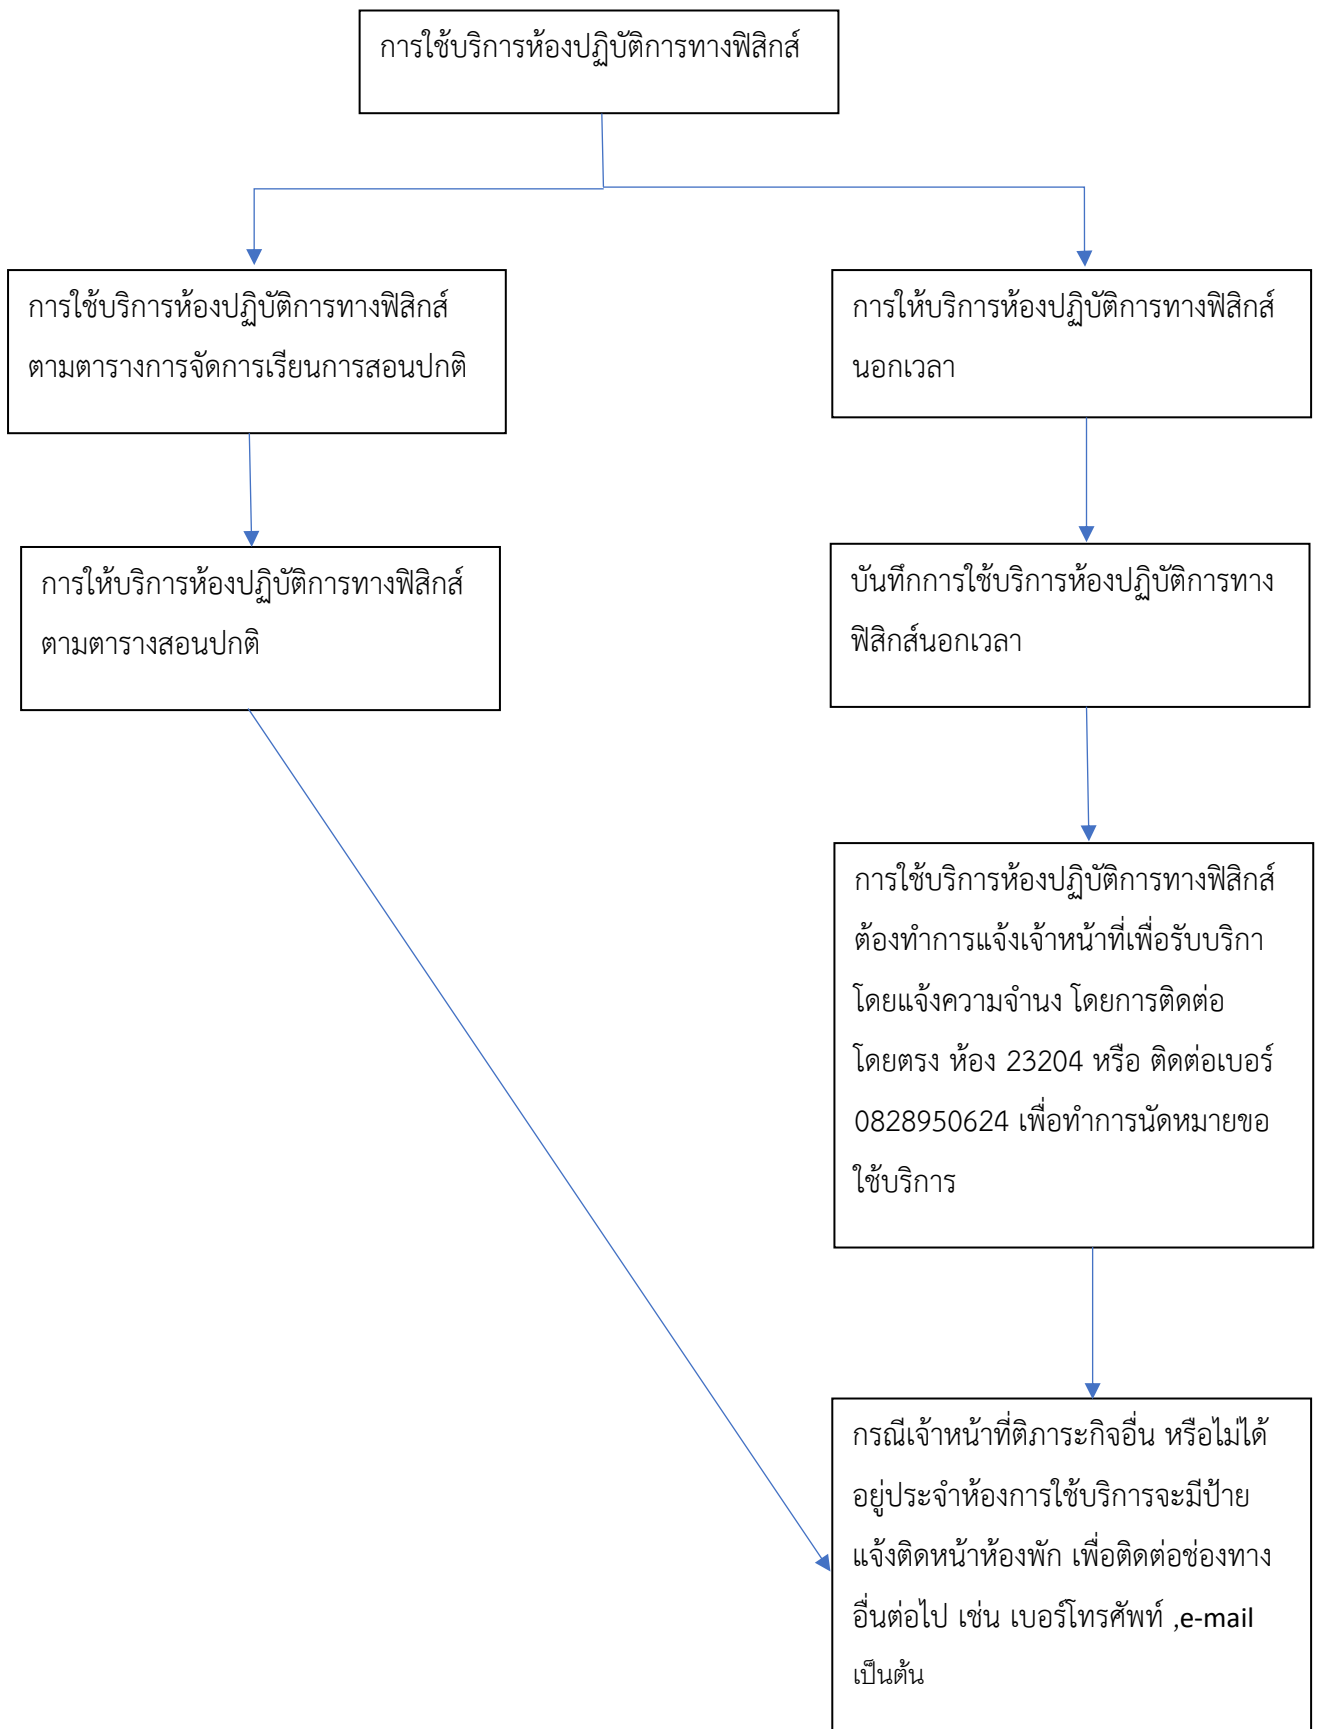 การใช้บริการห้องปฏิบัติการทางฟิสิกส์
การใช้บริการห้องปฏิบัติการทางฟิสิกส์
ตามตารางการจัดการเรียนการสอนปกติ
การให้บริการห้องปฏิบัติการทางฟิสิกส์
นอกเวลา
การให้บริการห้องปฏิบัติการทางฟิสิกส์
ตามตารางสอนปกติ
บันทึกการใช้บริการห้องปฏิบัติการทาง
ฟิสิกส์นอกเวลา
การใช้บริการห้องปฏิบัติการทางฟิสิกส์
ต้องทำการแจ้งเจ้าหน้าที่เพื่อรับบริกา
โดยแจ้งความจำนง โดยการติดต่อ
โดยตรง ห้อง 23204 หรือ ติดต่อเบอร์
0828950624 เพื่อทำการนัดหมายขอ
ใช้บริการ
กรณีเจ้าหน้าที่ติภาระกิจอื่น หรือไม่ได้
อยู่ประจำห้องการใช้บริการจะมีป้าย
แจ้งติดหน้าห้องพัก เพื่อติดต่อช่องทาง
อื่นต่อไป เช่น เบอร์โทรศัพท์ ,e-mail
เป็นต้น